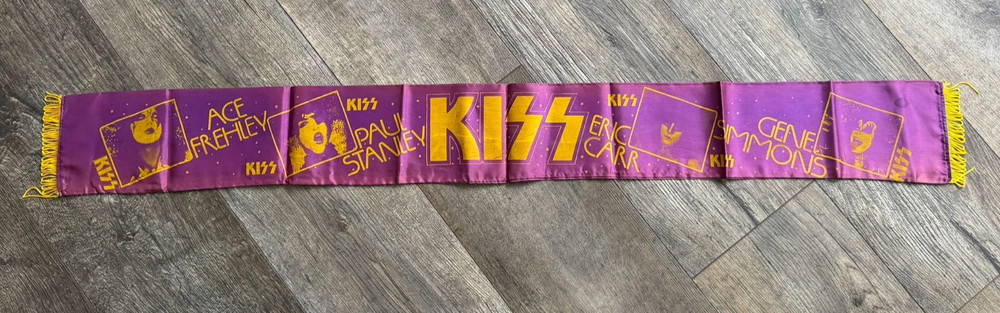 KISS
ACE
FREHLEY
KISS
KISS
PAUL
STANLEY
KISS
KISS
ERIC
CARR
KISS
GENE
SIMMONS
KISS